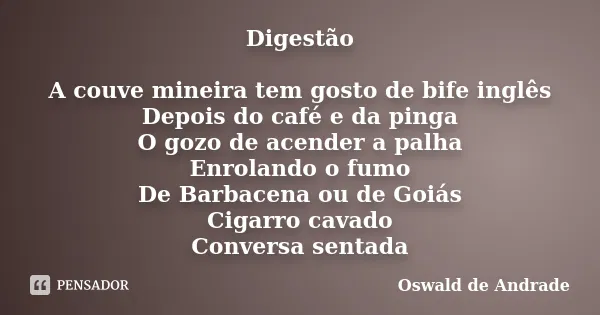 Digestão
A couve mineira tem gosto de bife inglês
Depois do café e da pinga
O gozo de acender a palha
Enrolando o fumo
De Barbacena ou de Goiás
Cigarro cavado
Conversa sentada
PENSADOR
Oswald de Andrade